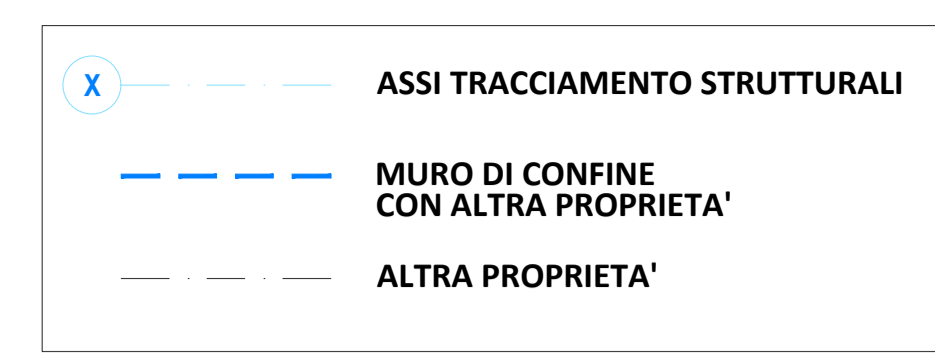 X ASSI TRACCIAMENTO STRUTTURALI
MURO DI CONFINE
CON ALTRA PROPRIETA'
ALTRA PROPRIETA'